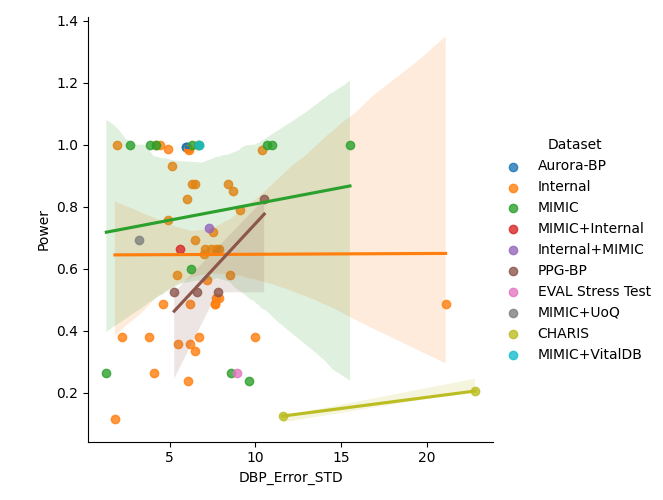 1.4
1.2
1.0
0.8
0.6
0.4
0.2
Power
5
10
15
20
DBP_Error_STD
Dataset
Aurora-BP
Internal
MIMIC
MIMIC+Internal
Internal+MIMIC
PPG-BP
EVAL Stress Test
MIMIC+UoQ
CHARIS
MIMIC+VitalDB